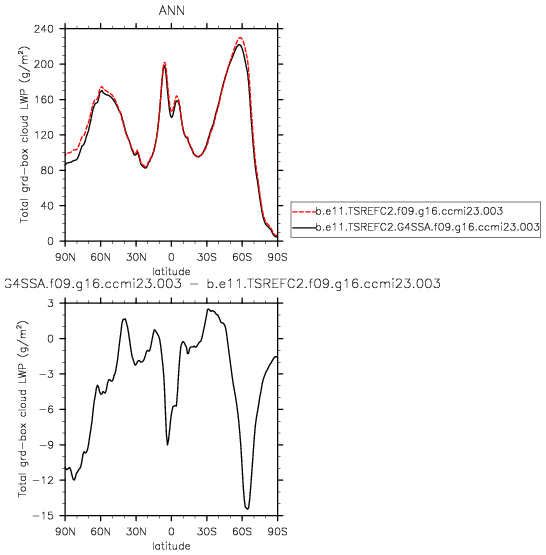 ANN
Total grd-box cloud LWP (g/m²)
240
200
160
120
80
40
0
90N 60N 30N 0 30S 60S 90S
latitude
b.e11.TSREFC2.f09.g16.ccmi23.003
b.e11.TSREFC2.G4SSA.f09.g16.ccmi23.003
G4SSA.f09.g16.ccmi23.003 - b.e11.TSREFC2.f09.g16.ccmi23.003
Total grd-box cloud LWP (g/m²)
3
0
-3
-6
-9
-12
-15
90N 60N 30N 0 30S 60S 90S
latitude